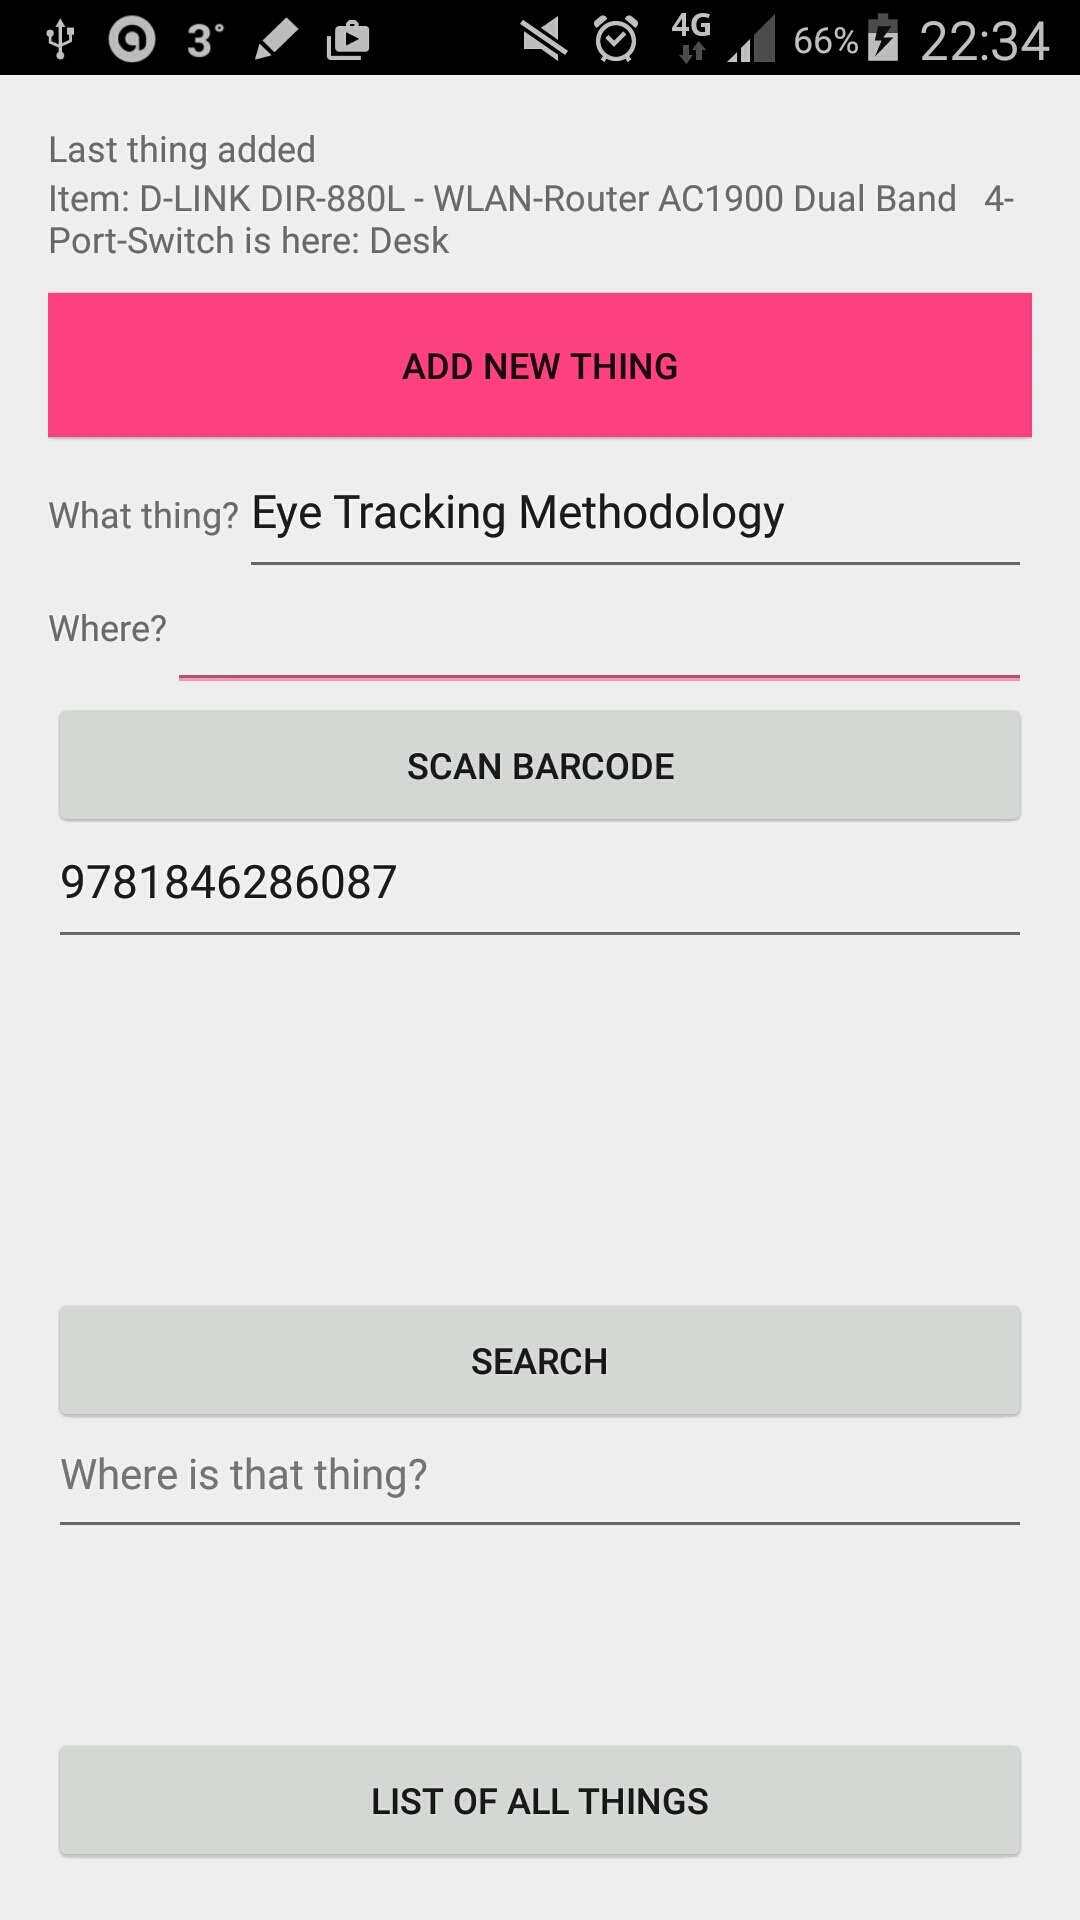 3° 4G 66% 22:34
Last thing added
Item: D-LINK DIR-880L - WLAN-Router AC1900 Dual Band   4-
Port-Switch is here: Desk
ADD NEW THING
What thing? Eye Tracking Methodology
Where?
SCAN BARCODE
9781846286087
SEARCH
Where is that thing?
LIST OF ALL THINGS